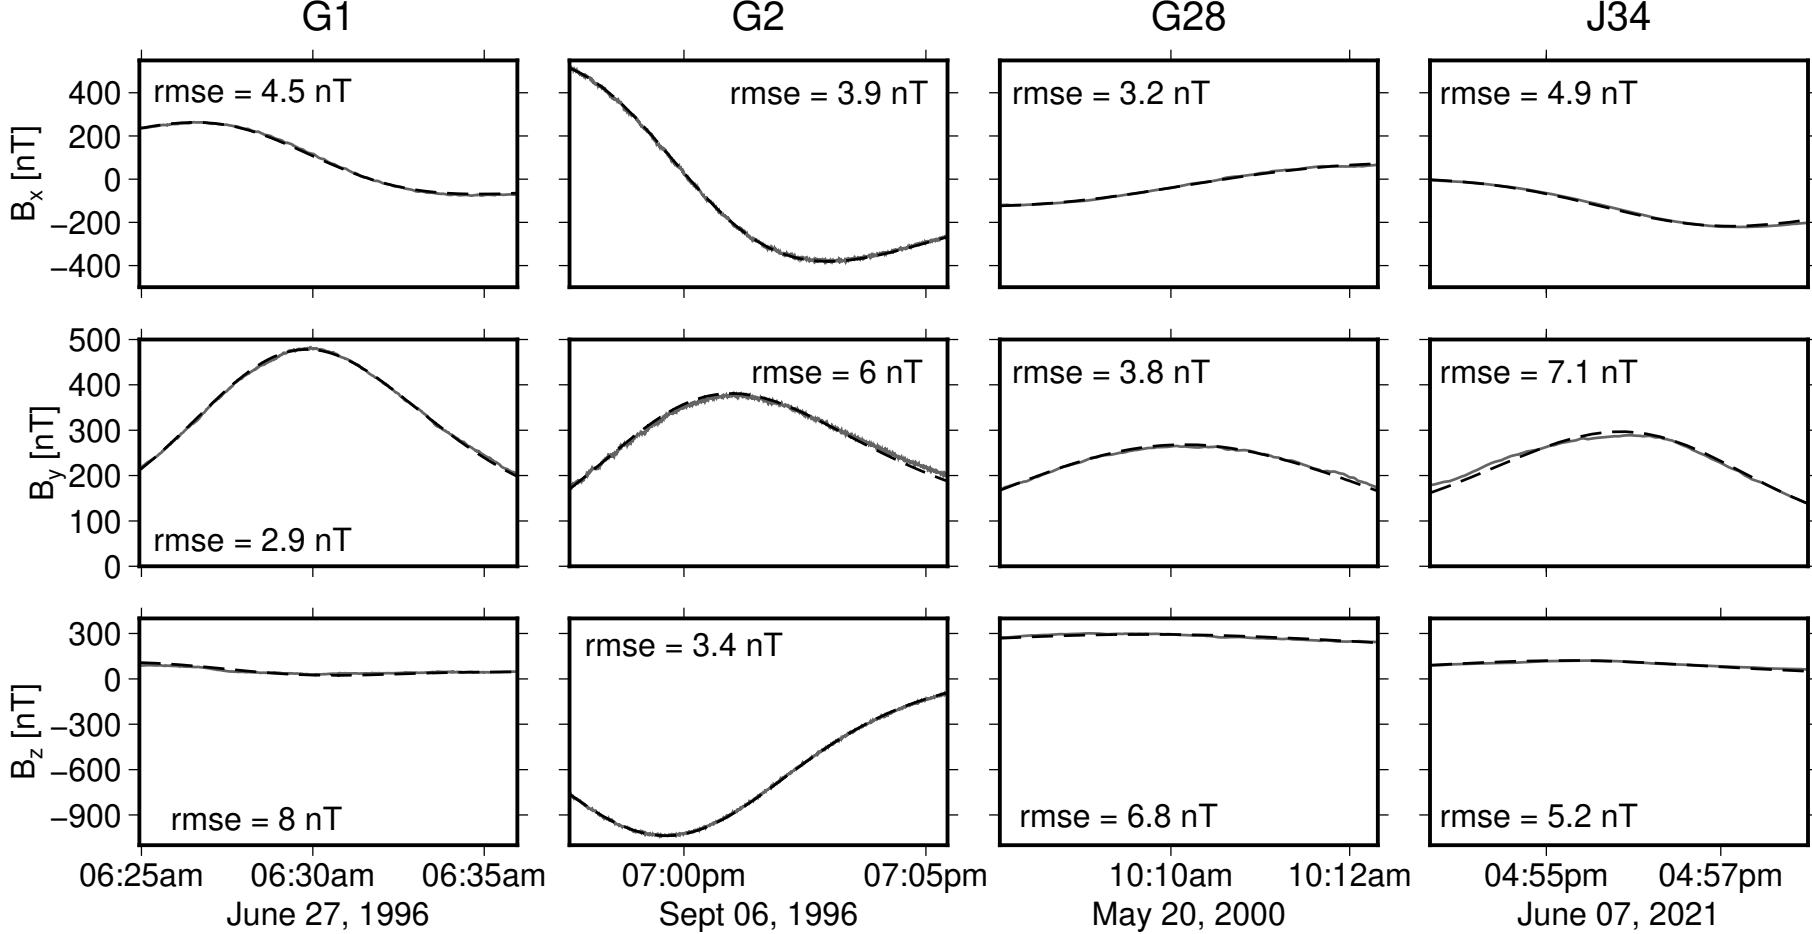 G1 G2 G28 J34
400
200
0
−200
−400
Bx [nT]
rmse = 4.5 nT
rmse = 3.9 nT
rmse = 3.2 nT
rmse = 4.9 nT
500
400
300
200
100
0
By [nT]
rmse = 2.9 nT
rmse = 6 nT
rmse = 3.8 nT
rmse = 7.1 nT
300
0
−300
−600
−900
Bz [nT]
rmse = 8 nT
rmse = 3.4 nT
rmse = 6.8 nT
rmse = 5.2 nT
06:25am 06:30am 06:35am 07:00pm 07:05pm 10:10am 10:12am 04:55pm 04:57pm
June 27, 1996 Sept 06, 1996 May 20, 2000 June 07, 2021